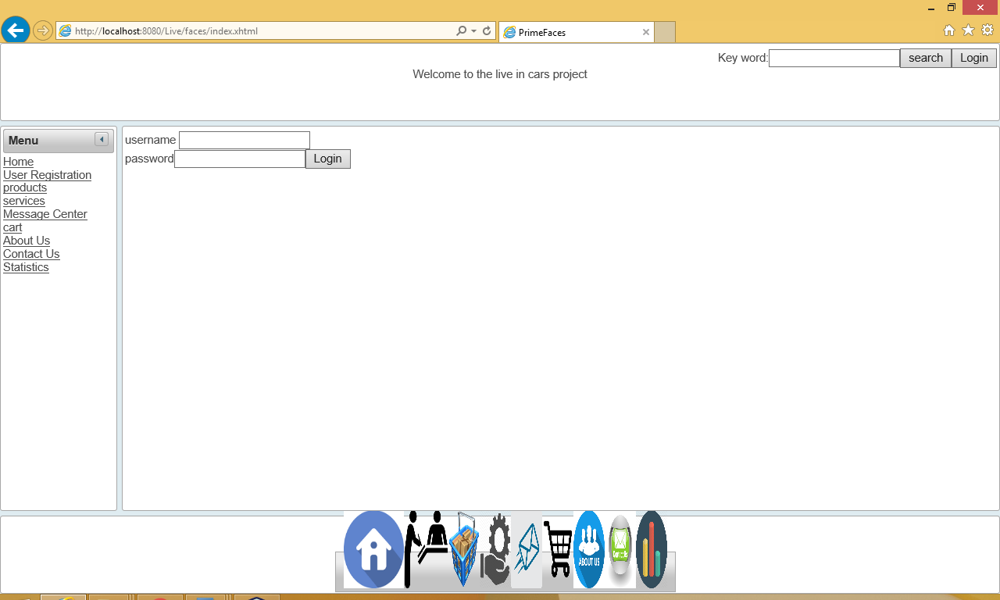 http://localhost:8080/Live/faces/index.xhtml
PrimeFaces
Key word: search Login
Welcome to the live in cars project
Menu
Home
User Registration
products
services
Message Center
cart
About Us
Contact Us
Statistics
username
password Login
ABOUT US
Contact Us